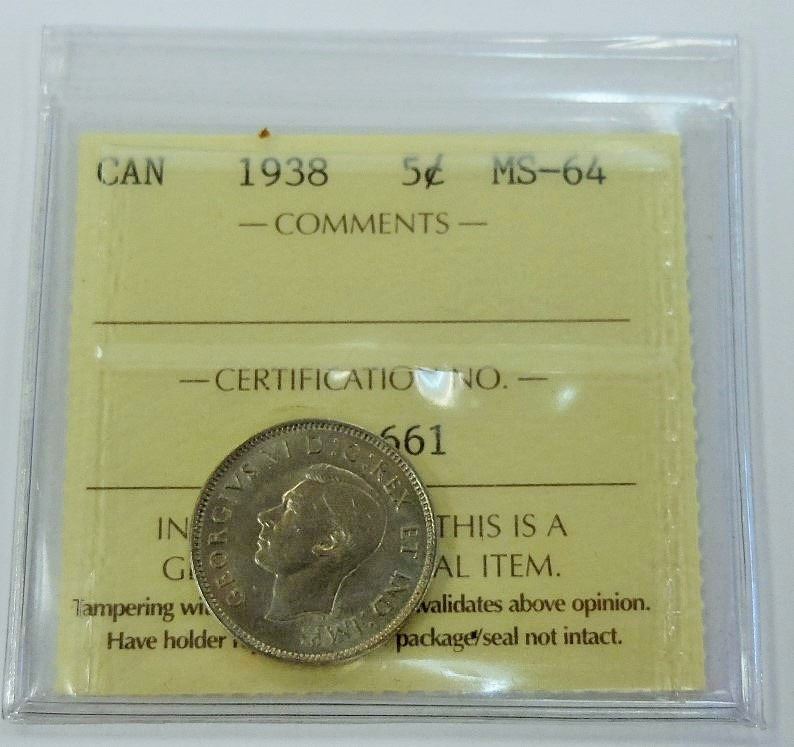 CAN 1938 5¢ MS-64
— COMMENTS —
— CERTIFICATION NO. —
661
GEORGIVS VI D:G:REX ET IND:IMP:
IN THIS IS A
G AL ITEM.
Tampering wi validates above opinion.
Have holder package/seal not intact.